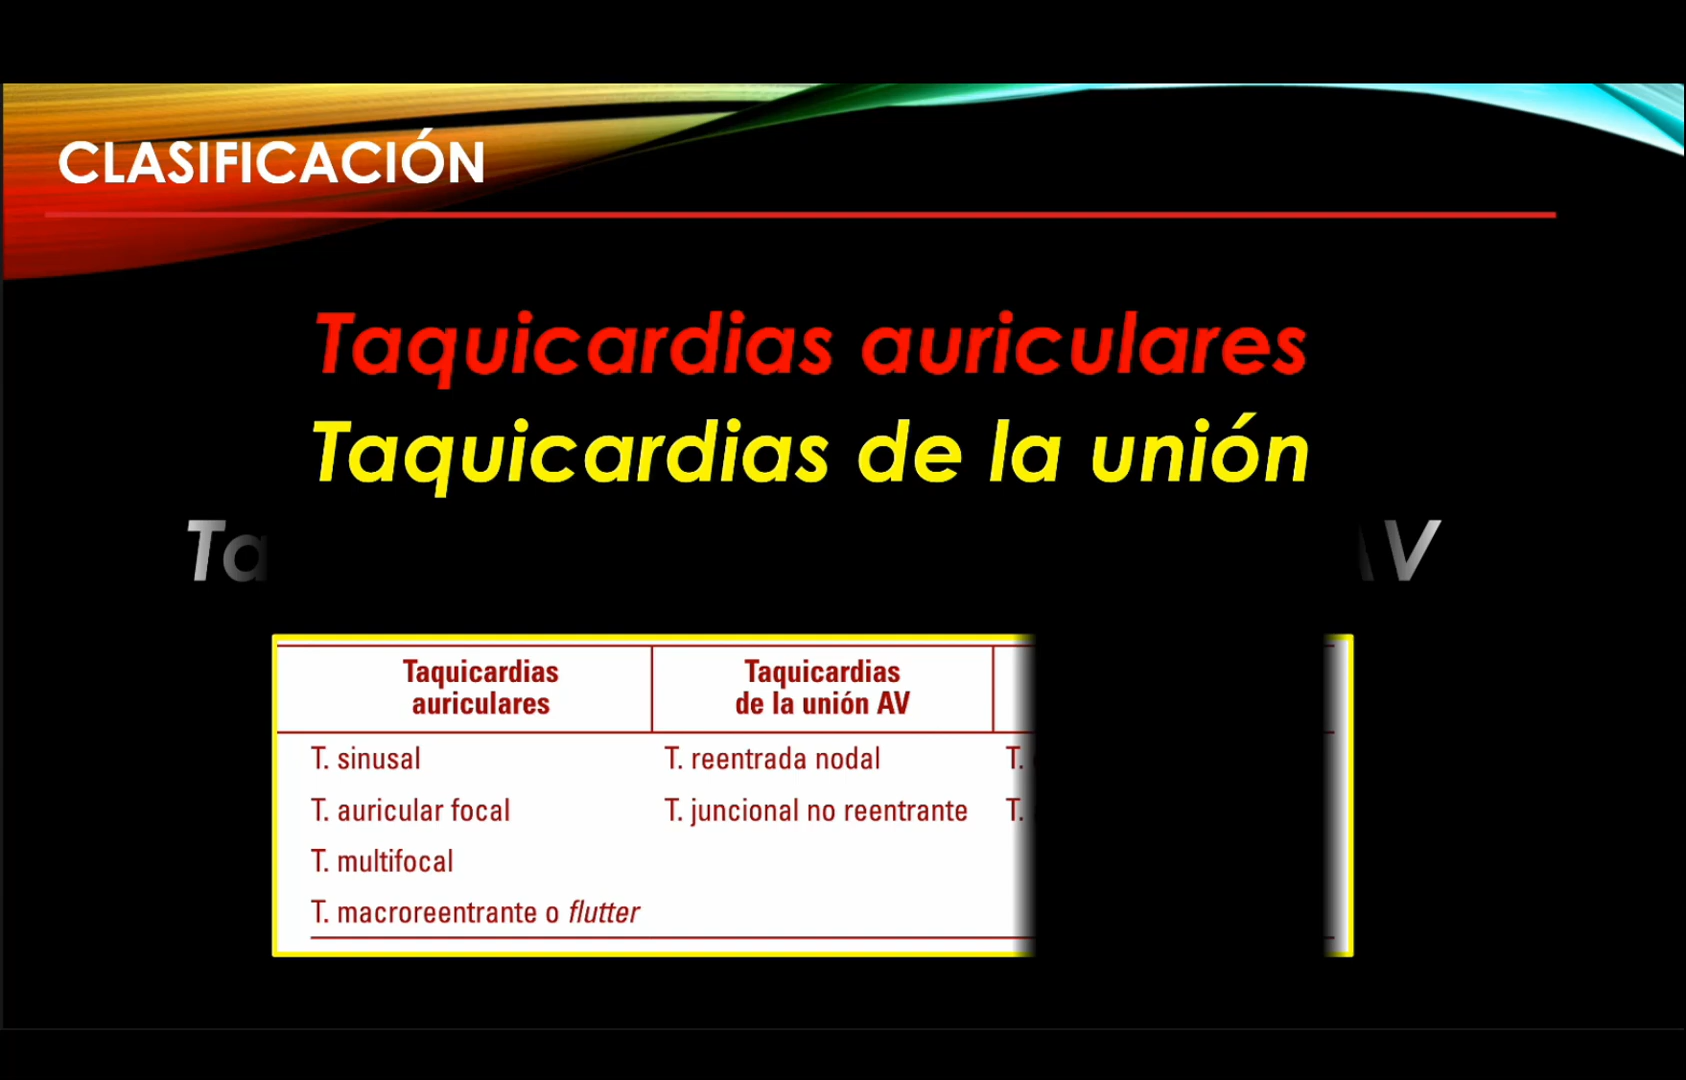 CLASIFICACIÓN
Taquicardias auriculares
Taquicardias de la unión
AV
Taquicardias auriculares
Taquicardias de la unión AV
T. sinusal
T. reentrada nodal
T.
T. auricular focal
T. juncional no reentrante
T.
T. multifocal
T. macroreentrante o flutter